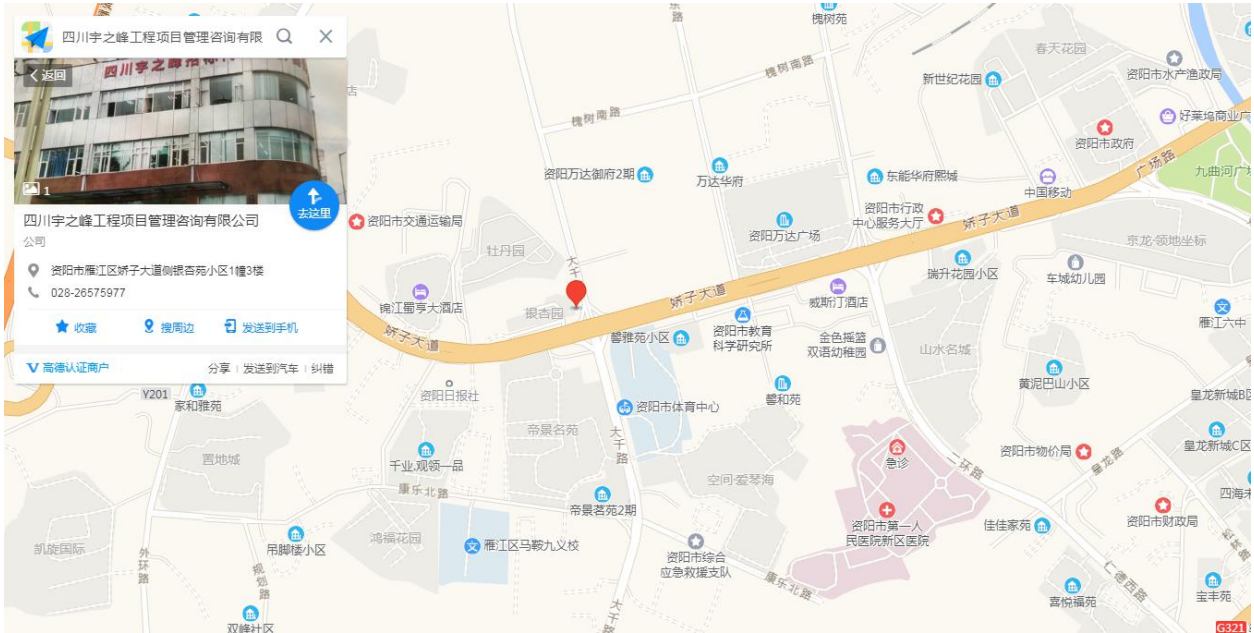 四川宇之峰工程项目管理咨询有限
返回
四川宇之峰招标
1
去这里
四川宇之峰工程项目管理咨询有限公司
公司
资阳市雁江区娇子大道侧银杏苑小区1幢3楼
028-26575977
收藏
搜周边
发送到手机
高德认证商户
分享
发送到汽车
纠错
槐树苑
路
春天花园
资阳市水产渔政局
新世纪花园
槐树南路
店
好莱坞商业广
槐树南路
资阳市政府
广场路
资阳万达御府2期
万达华府
东能华府熙城
中国移动
九曲河广场
资阳市交通运输局
资阳市行政
中心服务大厅
娇子大道
牡丹园
大千
资阳万达广场
京龙·领地坐标
瑞升花园小区
车城幼儿园
锦江蜀亨大酒店
银杏园
娇子大道
威斯汀酒店
雁江六中
娇子大道
馨雅苑小区
资阳市教育
科学研究所
金色摇篮
双语幼稚园
山水名城
黄泥巴山小区
Y201
家和雅苑
资阳日报社
资阳市体育中心
馨和苑
皇龙新城B区
帝景名苑
大千路
置地城
千业.观领一品
急诊
二环路
资阳市物价局
皇龙路
皇龙新城C区
空间·爱琴海
康乐北路
帝景茗苑2期
四海未
资阳市第一人
民医院新区医院
佳佳家苑
资阳市财政局
凯旋国际
外环路
吊脚楼小区
鸿福花园
雁江区马鞍九义校
资阳市综合
应急救援支队
康乐北路
仁德西路
规划路
大千路
喜悦福苑
宝丰苑
双峰社区
G321